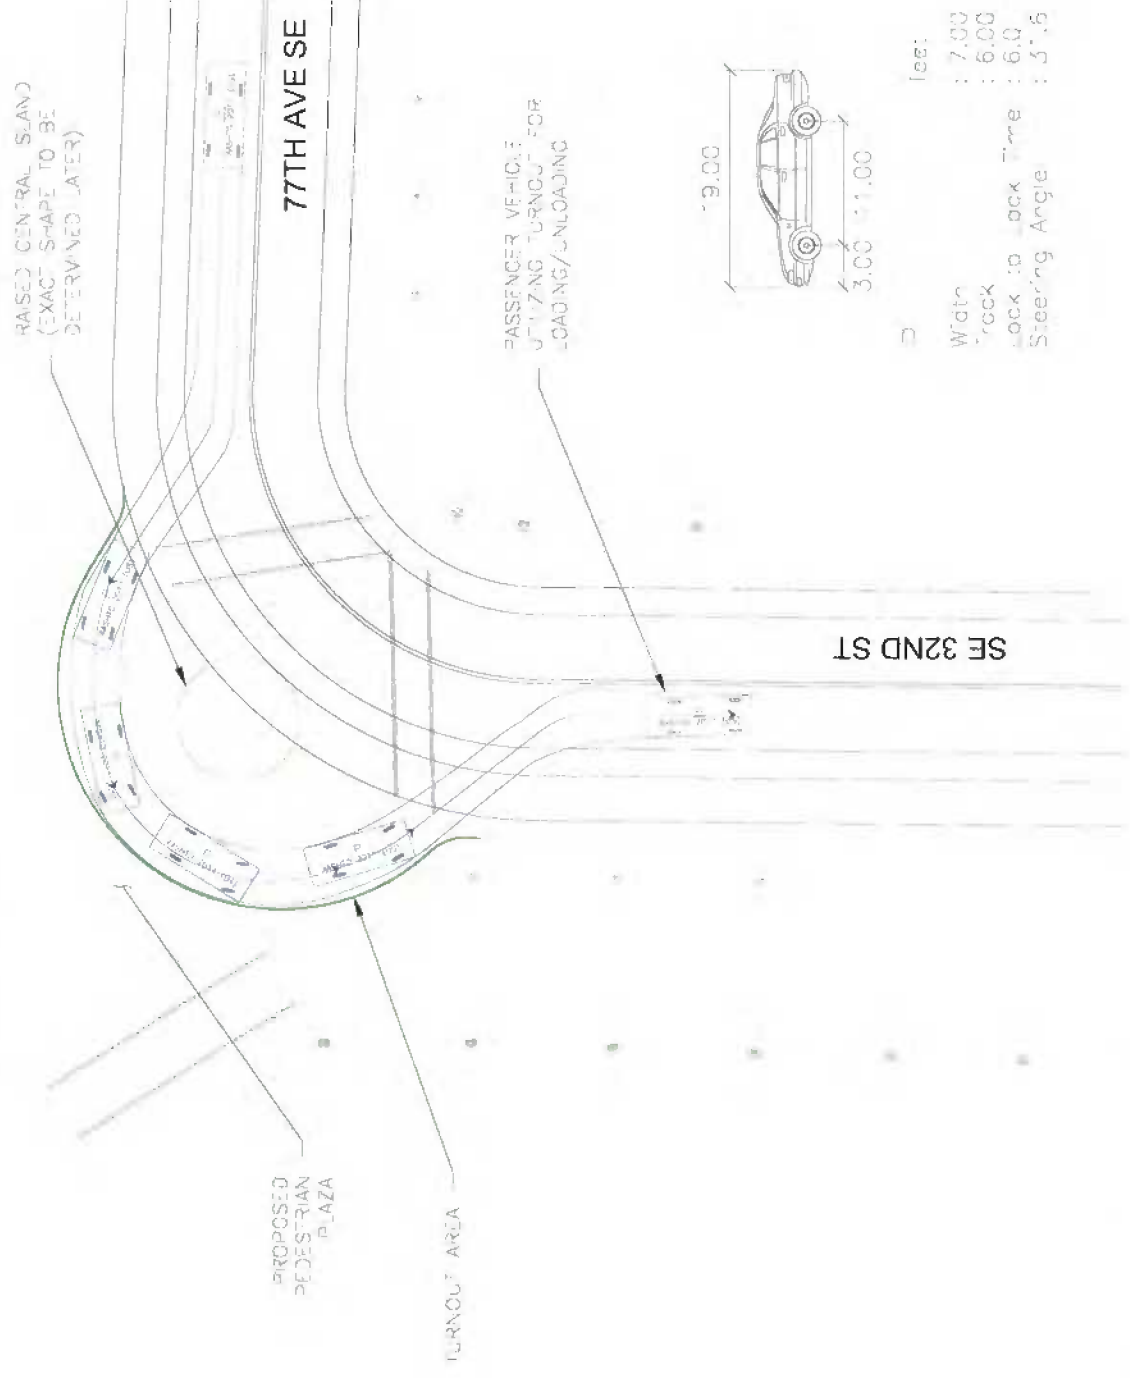 RAISED CENTRAL ISLAND
(EXACT SHAPE TO BE
DETERMINED LATER)
77TH AVE SE
PASSENGER VEHICLE
UTILIZING TURNOUT FOR
LOADING/UNLOADING
19.00
3.00 11.00
P
feet
Width : 7.00
Track : 6.00
Lock to Lock Time : 6.0
Steering Angle : 31.6
SE 32ND ST
PROPOSED
PEDESTRIAN
PLAZA
TURNOUT AREA